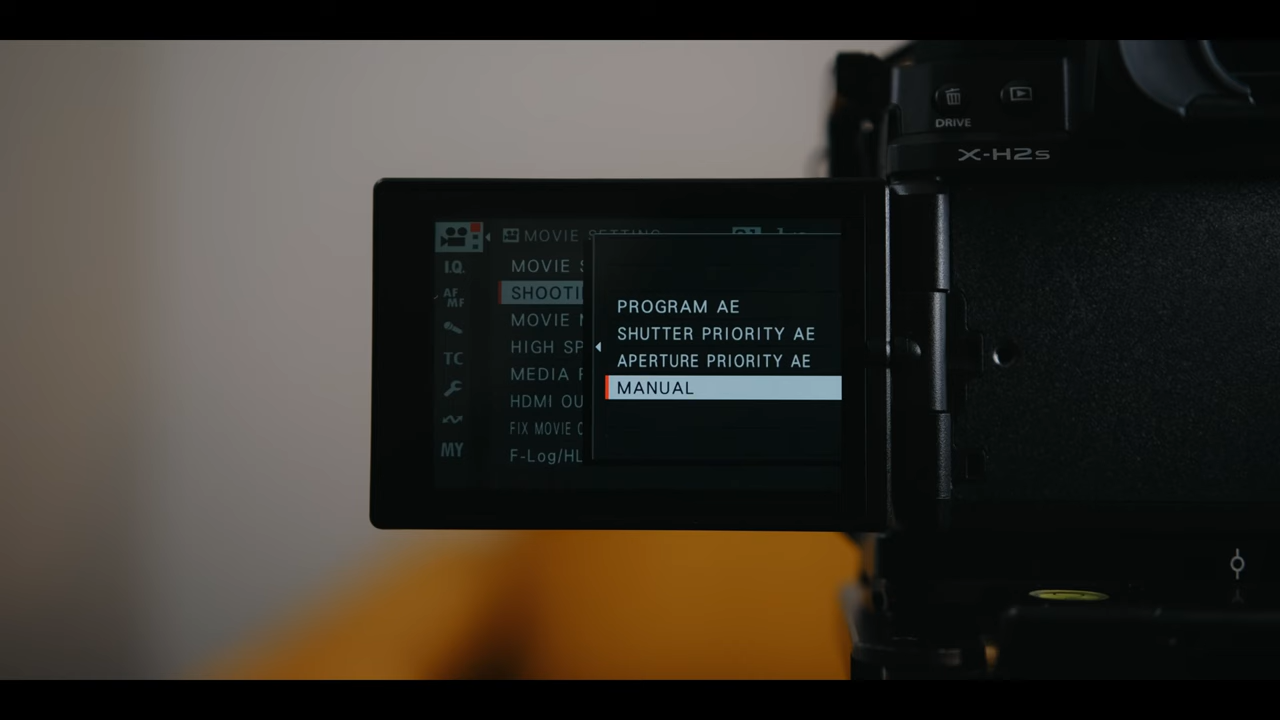 DRIVE
X-H2S
MOVIE SETTING
I.Q.
AF
MF
TC
MY
MOVIE
SHOOTI
MOVIE
HIGH SP
MEDIA
HDMI OU
FIX MOVIE
F-Log/HL
PROGRAM AE
SHUTTER PRIORITY AE
APERTURE PRIORITY AE
MANUAL